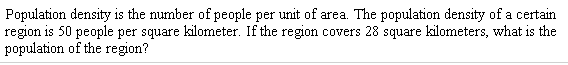 Population density is the number of people per unit of area. The population density of a certain
region is 50 people per square kilometer. If the region covers 28 square kilometers, what is the
population of the region?